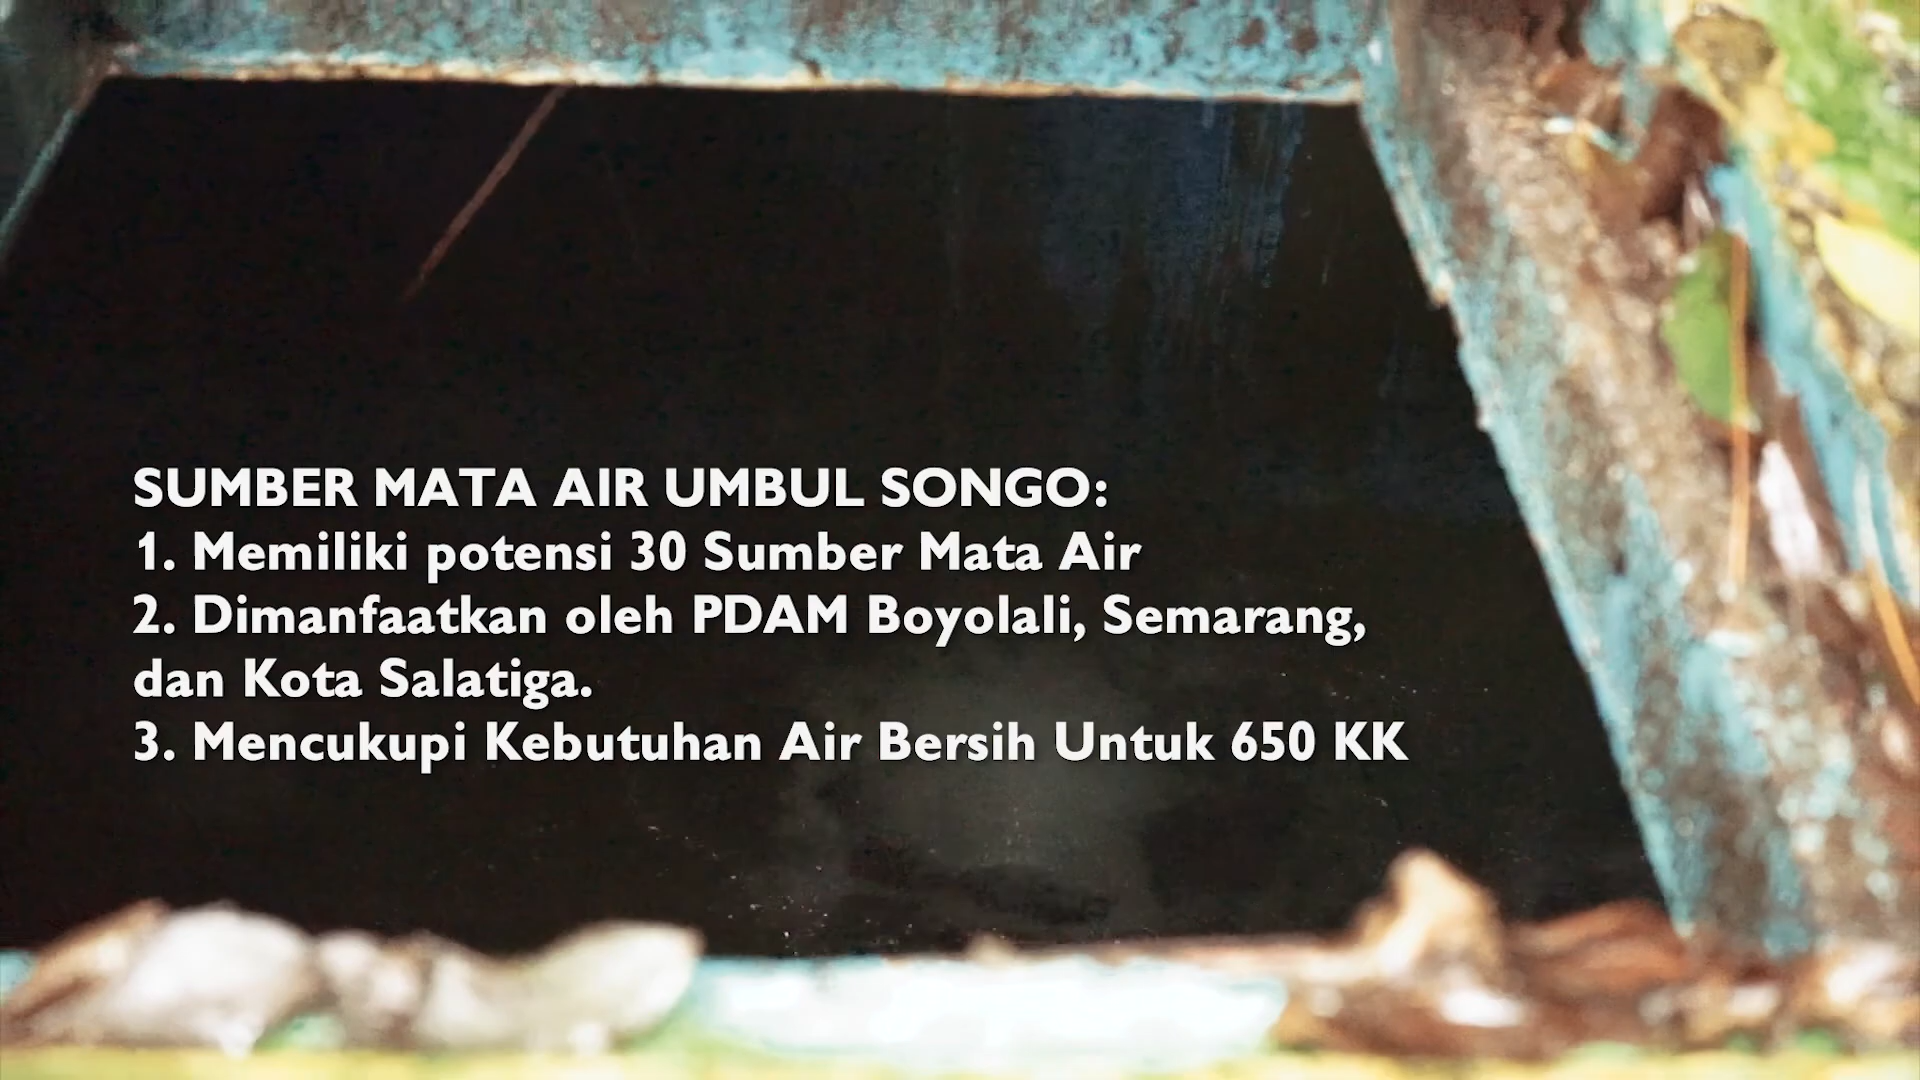 SUMBER MATA AIR UMBUL SONGO:
1. Memiliki potensi 30 Sumber Mata Air
2. Dimanfaatkan oleh PDAM Boyolali, Semarang,
dan Kota Salatiga.
3. Mencukupi Kebutuhan Air Bersih Untuk 650 KK